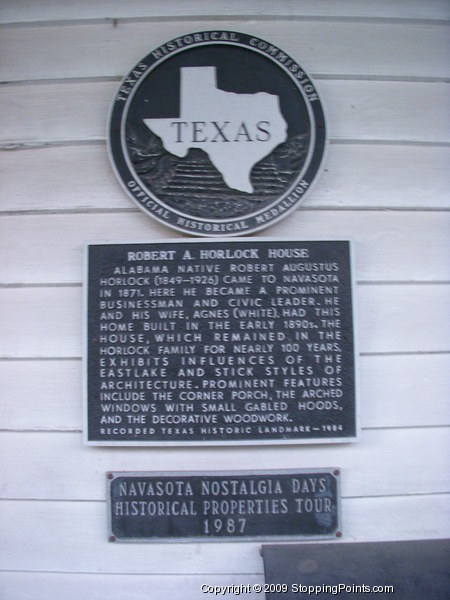 TEXAS HISTORICAL COMMISSION
TEXAS
OFFICIAL HISTORICAL MEDALLION
ROBERT A. HORLOCK HOUSE
ALABAMA NATIVE ROBERT AUGUSTUS
HORLOCK (1849-1926) CAME TO NAVASOTA
IN 1871. HERE HE BECAME A PROMINENT
BUSINESSMAN AND CIVIC LEADER. HE
AND HIS WIFE, AGNES (WHITE), HAD THIS
HOME BUILT IN THE EARLY 1890s. THE
HOUSE, WHICH REMAINED IN THE
HORLOCK FAMILY FOR NEARLY 100 YEARS,
EXHIBITS INFLUENCES OF THE
EASTLAKE AND STICK STYLES OF
ARCHITECTURE. PROMINENT FEATURES
INCLUDE THE CORNER PORCH, THE ARCHED
WINDOWS WITH SMALL GABLED HOODS,
AND THE DECORATIVE WOODWORK.
RECORDED TEXAS HISTORIC LANDMARK - 1984
NAVASOTA NOSTALGIA DAYS
HISTORICAL PROPERTIES TOUR
1987
Copyright © 2009 StoppingPoints.com